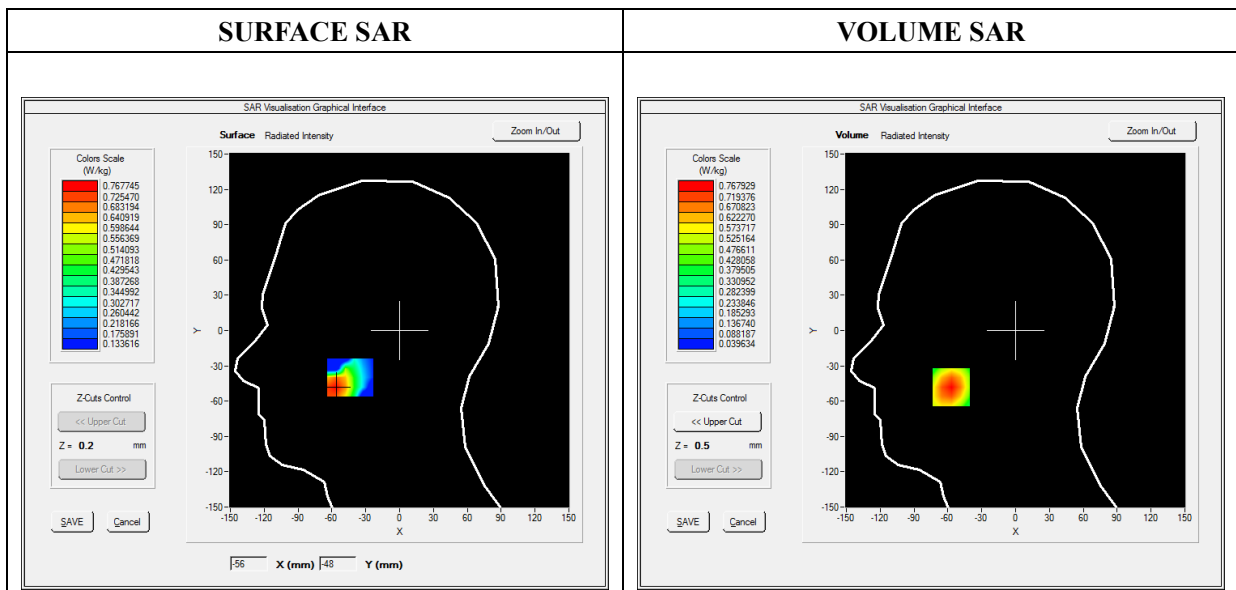 SURFACE SAR
VOLUME SAR
SAR Visualisation Graphical Interface
Surface Radiated Intensity
Zoom In/Out
Colors Scale
(W/kg)
0.767745
0.725470
0.683194
0.640919
0.598644
0.556369
0.514093
0.471818
0.429543
0.387268
0.344992
0.302717
0.260442
0.218166
0.175891
0.133616
Z-Cuts Control
<< Upper Cut
Z = 0.2 mm
Lower Cut >>
SAVE Cancel
150
120
90
60
30
0
-30
-60
-90
-120
-150
Y
-150 -120 -90 -60 -30 0 30 60 90 120 150
X
-56 X (mm) -48 Y (mm)
SAR Visualisation Graphical Interface
Volume Radiated Intensity
Zoom In/Out
Colors Scale
(W/kg)
0.767929
0.719376
0.670823
0.622270
0.573717
0.525164
0.476611
0.428058
0.379505
0.330952
0.282399
0.233846
0.185293
0.136740
0.088187
0.039634
Z-Cuts Control
<< Upper Cut
Z = 0.5 mm
Lower Cut >>
SAVE Cancel
150
120
90
60
30
0
-30
-60
-90
-120
-150
Y
-150 -120 -90 -60 -30 0 30 60 90 120 150
X